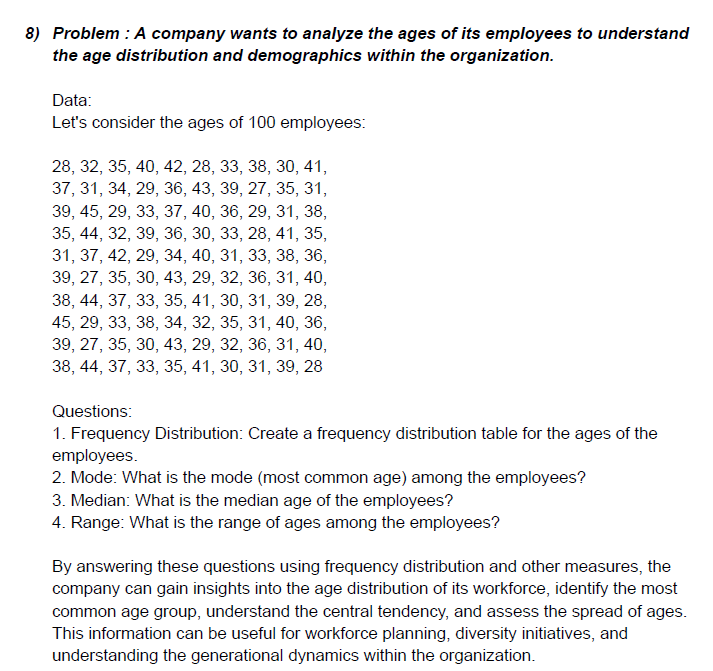 8) Problem : A company wants to analyze the ages of its employees to understand
the age distribution and demographics within the organization.
Data:
Let's consider the ages of 100 employees:
28, 32, 35, 40, 42, 28, 33, 38, 30, 41,
37, 31, 34, 29, 36, 43, 39, 27, 35, 31,
39, 45, 29, 33, 37, 40, 36, 29, 31, 38,
35, 44, 32, 39, 36, 30, 33, 28, 41, 35,
31, 37, 42, 29, 34, 40, 31, 33, 38, 36,
39, 27, 35, 30, 43, 29, 32, 36, 31, 40,
38, 44, 37, 33, 35, 41, 30, 31, 39, 28,
45, 29, 33, 38, 34, 32, 35, 31, 40, 36,
39, 27, 35, 30, 43, 29, 32, 36, 31, 40,
38, 44, 37, 33, 35, 41, 30, 31, 39, 28
Questions:
1. Frequency Distribution: Create a frequency distribution table for the ages of the
employees.
2. Mode: What is the mode (most common age) among the employees?
3. Median: What is the median age of the employees?
4. Range: What is the range of ages among the employees?
By answering these questions using frequency distribution and other measures, the
company can gain insights into the age distribution of its workforce, identify the most
common age group, understand the central tendency, and assess the spread of ages.
This information can be useful for workforce planning, diversity initiatives, and
understanding the generational dynamics within the organization.